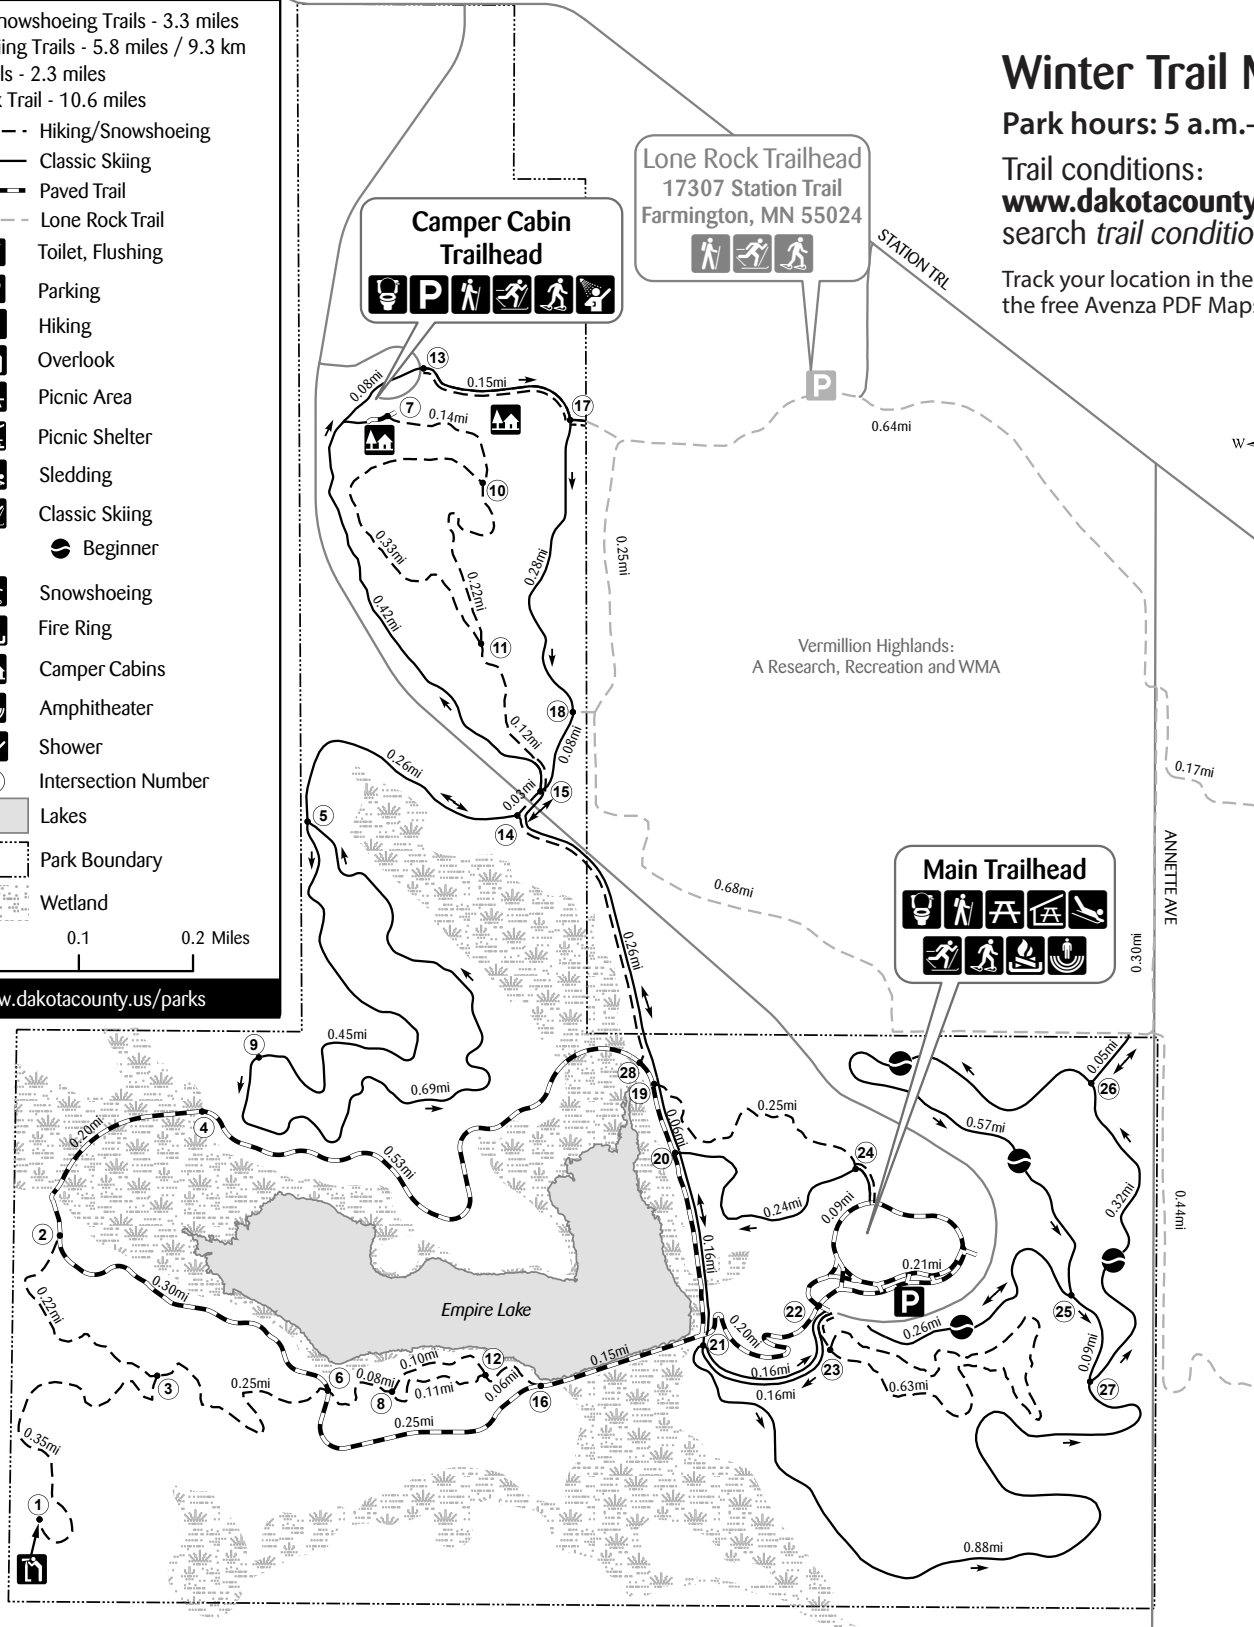 nowshoeing Trails - 3.3 miles
iing Trails - 5.8 miles / 9.3 km
ls - 2.3 miles
Trail - 10.6 miles
Hiking/Snowshoeing
Classic Skiing
Paved Trail
Lone Rock Trail
Toilet, Flushing
Parking
Hiking
Overlook
Picnic Area
Picnic Shelter
Sledding
Classic Skiing
Beginner
Snowshoeing
Fire Ring
Camper Cabins
Amphitheater
Shower
Intersection Number
Lakes
Park Boundary
Wetland
0.1 0.2 Miles
w.dakotacounty.us/parks
Winter Trail M
Park hours: 5 a.m.–
Trail conditions:
www.dakotacounty
search trail conditio
Track your location in the
the free Avenza PDF Maps
Lone Rock Trailhead
17307 Station Trail
Farmington, MN 55024
STATION TRL
Camper Cabin
Trailhead
P
P
W
13
0.08mi
0.15mi
7
0.14mi
17
0.64mi
10
0.33mi
0.25mi
0.28mi
0.22mi
0.42mi
11
Vermillion Highlands:
A Research, Recreation and WMA
18
0.12mi
0.08mi
0.26mi
0.17mi
0.03mi
15
5
14
ANNETTE AVE
Main Trailhead
0.68mi
0.26mi
0.30mi
9
0.45mi
28
0.05mi
26
0.69mi
19
0.25mi
0.57mi
4
0.20mi
0.06mi
0.53mi
20
24
0.32mi
0.44mi
0.24mi
0.09mi
2
0.16mi
0.21mi
0.30mi
P
Empire Lake
22
25
0.22mi
0.20mi
0.26mi
21
0.15mi
0.10mi
12
23
0.09mi
3
0.25mi
6
0.08mi
0.16mi
8
0.11mi
0.06mi
16
0.16mi
0.63mi
27
0.25mi
0.35mi
1
0.88mi